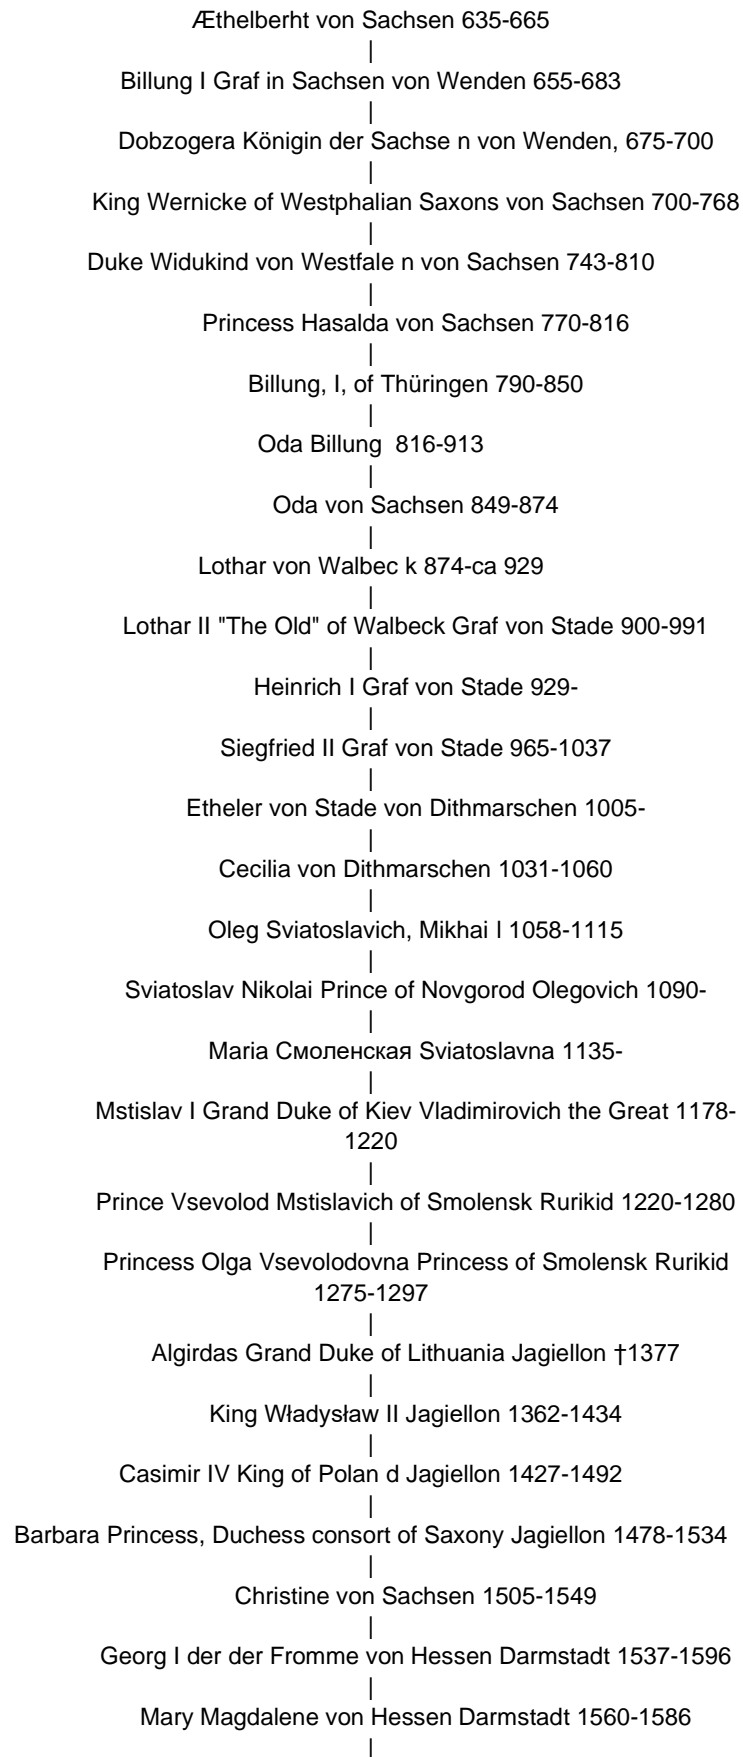 Æthelberht von Sachsen 635-665
|
Billung I Graf in Sachsen von Wenden 655-683
|
Dobzogera Königin der Sachse n von Wenden, 675-700
|
King Wernicke of Westphalian Saxons von Sachsen 700-768
|
Duke Widukind von Westfale n von Sachsen 743-810
|
Princess Hasalda von Sachsen 770-816
|
Billung, I, of Thüringen 790-850
|
Oda Billung  816-913
|
Oda von Sachsen 849-874
|
Lothar von Walbec k 874-ca 929
|
Lothar II "The Old" of Walbeck Graf von Stade 900-991
|
Heinrich I Graf von Stade 929-
|
Siegfried II Graf von Stade 965-1037
|
Etheler von Stade von Dithmarschen 1005-
|
Cecilia von Dithmarschen 1031-1060
|
Oleg Sviatoslavich, Mikhai l 1058-1115
|
Sviatoslav Nikolai Prince of Novgorod Olegovich 1090-
|
Maria Смоленская Sviatoslavna 1135-
|
Mstislav I Grand Duke of Kiev Vladimirovich the Great 1178-
1220
|
Prince Vsevolod Mstislavich of Smolensk Rurikid 1220-1280
|
Princess Olga Vsevolodovna Princess of Smolensk Rurikid
1275-1297
|
Algirdas Grand Duke of Lithuania Jagiellon †1377
|
King Władysław II Jagiellon 1362-1434
|
Casimir IV King of Polan d Jagiellon 1427-1492
|
Barbara Princess, Duchess consort of Saxony Jagiellon 1478-1534
|
Christine von Sachsen 1505-1549
|
Georg I der der Fromme von Hessen Darmstadt 1537-1596
|
Mary Magdalene von Hessen Darmstadt 1560-1586
|